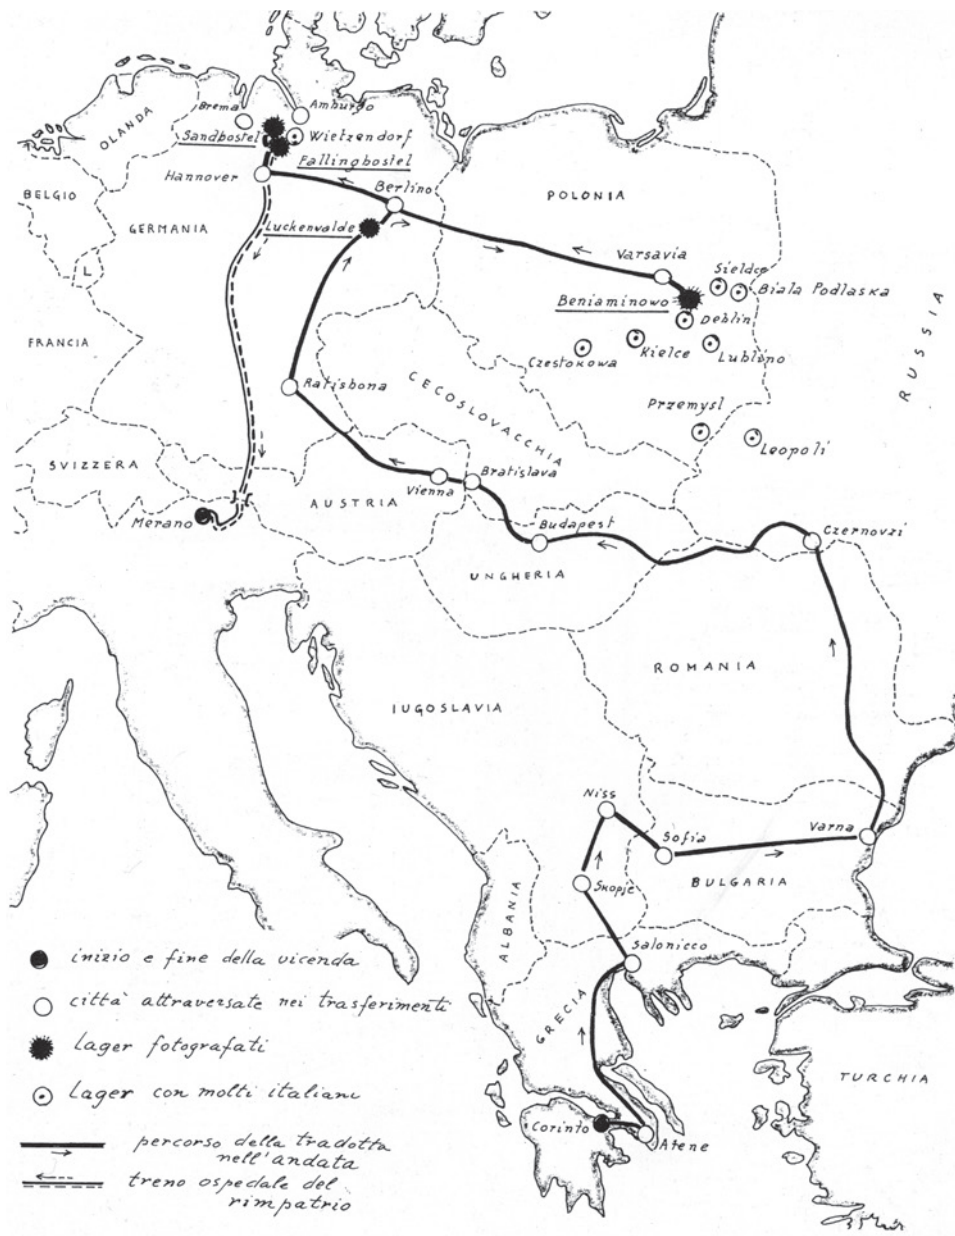 Brema
Amburgo
OLANDA
Sandbostel
Wietzendorf
Fallingbostel
Hannover
Berlino
BELGIO
POLONIA
GERMANIA
Luckenwalde
Varsavia
L
Sieldce
Biala Podlaska
Beniaminowo
Deblin
RUSSIA
FRANCIA
Czestokowa
Kielce
Lublino
Ratisbona
CECOSLOVACCHIA
Przemysl
Leopoli
SVIZZERA
Bratislava
Vienna
AUSTRIA
Merano
Budapest
Czernovzi
UNGHERIA
ROMANIA
IUGOSLAVIA
Niss
Sofia
Varna
Skopje
BULGARIA
ALBANIA
Salonicco
inizio e fine della vicenda
città attraversate nei trasferimenti
GRECIA
lager fotografati
TURCHIA
Lager con molti italiani
Corinto
Atene
percorso della tradotta
nell'andata
treno ospedale del
rimpatrio